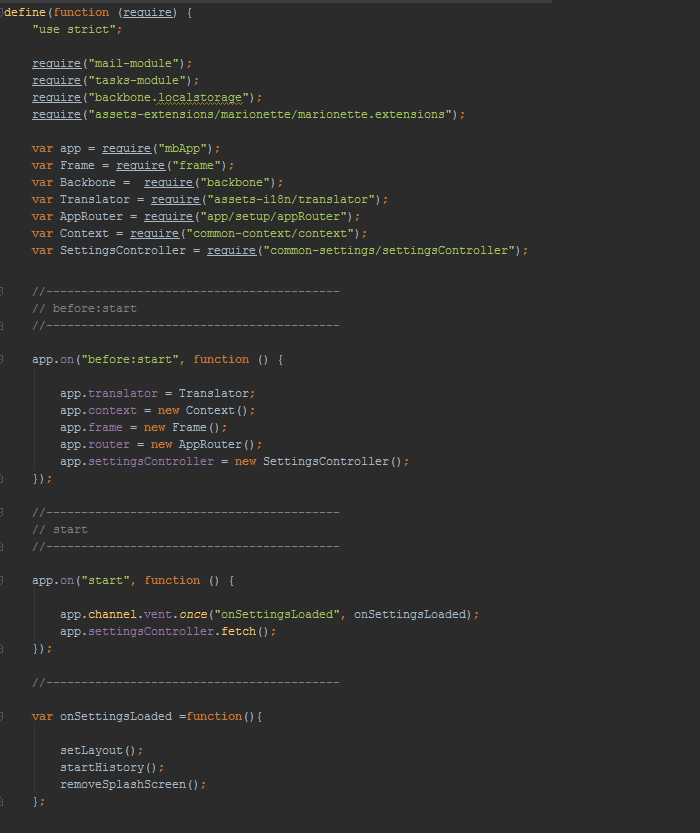 define(function (require) {
    "use strict";

    require("mail-module");
    require("tasks-module");
    require("backbone.localstorage");
    require("assets-extensions/marionette/marionette.extensions");

    var app = require("mbApp");
    var Frame = require("frame");
    var Backbone =  require("backbone");
    var Translator = require("assets-i18n/translator");
    var AppRouter = require("app/setup/appRouter");
    var Context = require("common-context/context");
    var SettingsController = require("common-settings/settingsController");

    //------------------------------------------
    // before:start
    //------------------------------------------

    app.on("before:start", function () {

        app.translator = Translator;
        app.context = new Context();
        app.frame = new Frame();
        app.router = new AppRouter();
        app.settingsController = new SettingsController();
    });

    //------------------------------------------
    // start
    //------------------------------------------

    app.on("start", function () {

        app.channel.vent.once("onSettingsLoaded", onSettingsLoaded);
        app.settingsController.fetch();
    });

    //------------------------------------------

    var onSettingsLoaded =function(){

        setLayout();
        startHistory();
        removeSplashScreen();
    };